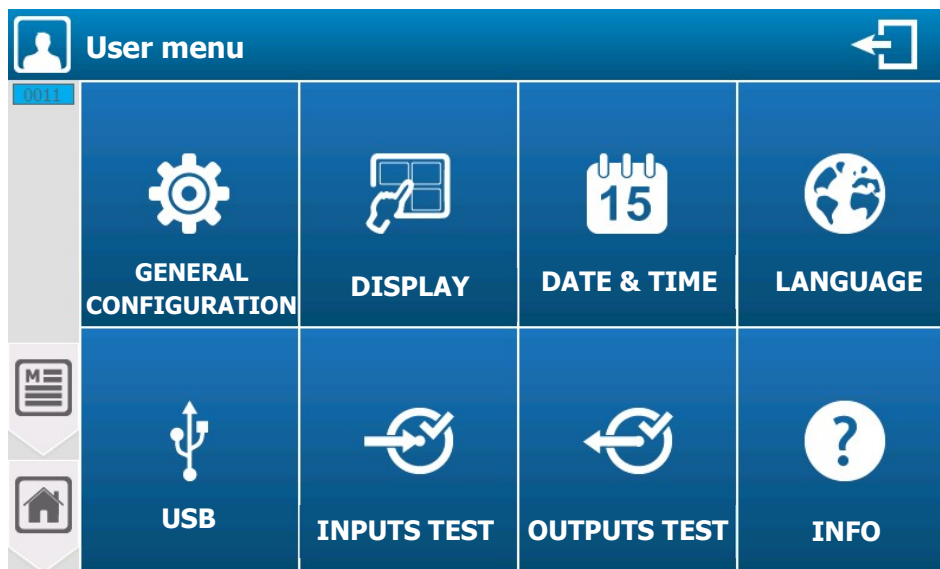 User menu
0011
GENERAL
CONFIGURATION
DISPLAY
15
DATE & TIME
LANGUAGE
M
USB
INPUTS TEST
OUTPUTS TEST
?
INFO